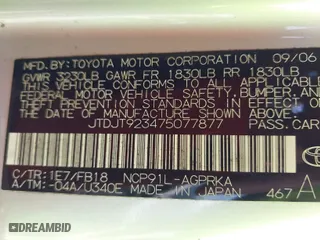 MFD. BY: TOYOTA MOTOR CORPORATION 09/06
GVWR 3230LB GAWR FR 1830LB RR 1830LB
THIS VEHICLE CONFORMS TO ALL APPLICABLE
FEDERAL MOTOR VEHICLE SAFETY, BUMPER, AND
THEFT PREVENTION STANDARDS IN EFFECT ON
THE DATE OF MANUFACTURE SHOWN
JTDJT923475077877 PASS. CAR
C/TR: 1E7/FB18 NCP91L-AGPRKA
A/TM: -04A/U340E MADE IN JAPAN 467 A
© BIDFAX